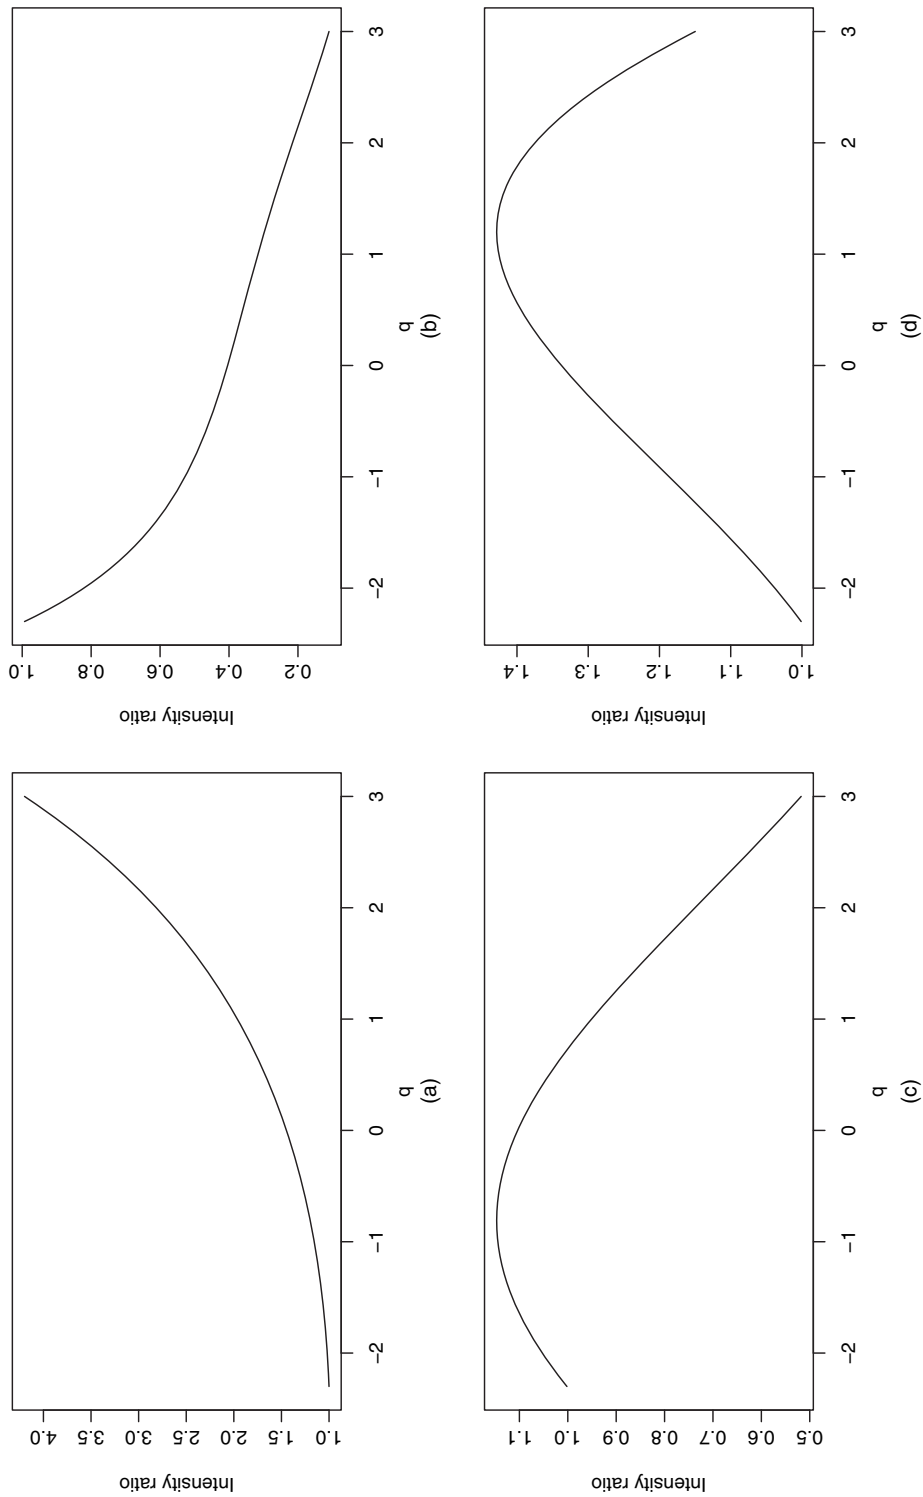 Intensity ratio
4.0
3.5
3.0
2.5
2.0
1.5
1.0
−2 −1 0 1 2 3
q
(a)
Intensity ratio
1.0
0.8
0.6
0.4
0.2
−2 −1 0 1 2 3
q
(b)
Intensity ratio
1.1
1.0
0.9
0.8
0.7
0.6
0.5
−2 −1 0 1 2 3
q
(c)
Intensity ratio
1.4
1.3
1.2
1.1
1.0
−2 −1 0 1 2 3
q
(d)